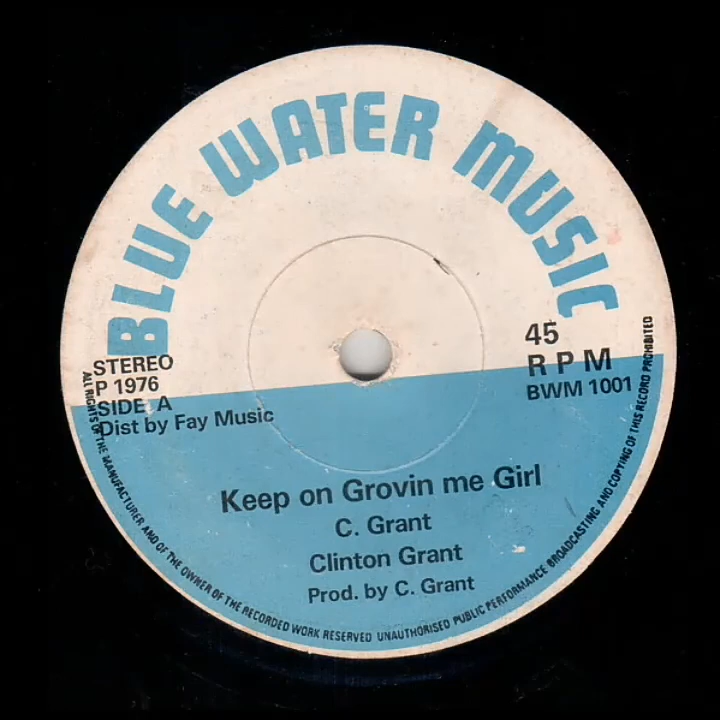 BLUE WATER MUSIC
STEREO
P 1976
SIDE A
Dist by Fay Music
45
RPM
BWM 1001
Keep on Grovin me Girl
C. Grant
Clinton Grant
Prod. by C. Grant
ALL RIGHTS OF THE MANUFACTURER AND OF THE OWNER OF THE RECORDED WORK RESERVED UNAUTHORISED PUBLIC PERFORMANCE BROADCASTING AND COPYING OF THIS RECORD PROHIBITED